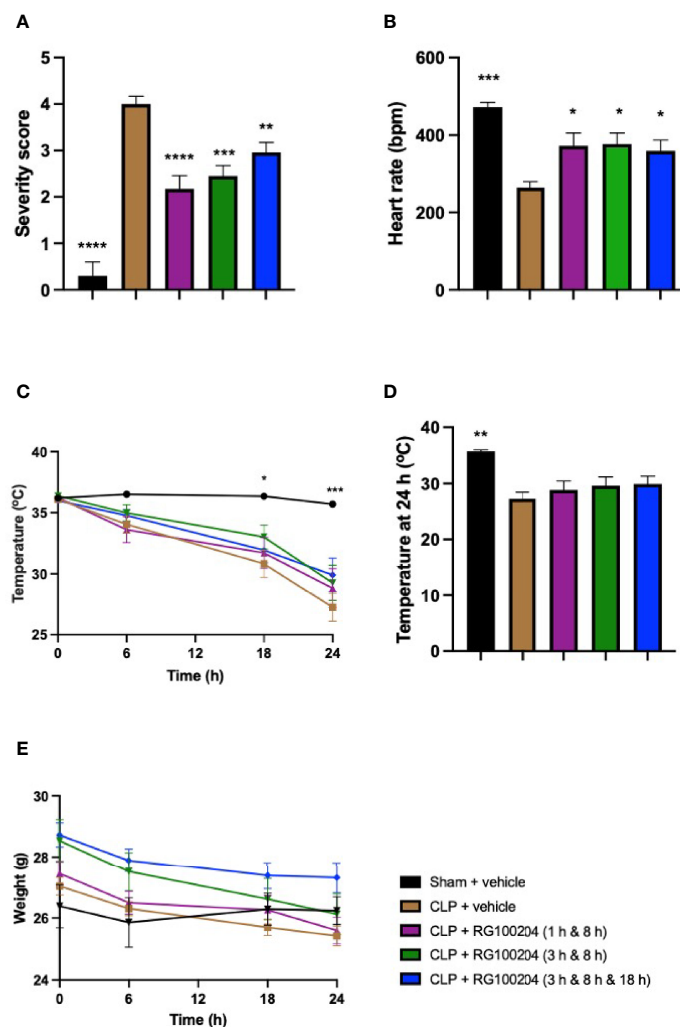 A
Severity score
5
4
3
2
1
0
****
****
***
**
B
Heart rate (bpm)
600
400
200
0
***
*
*
*
C
Temperature (ºC)
40
35
30
25
*
***
0
6
12
18
24
Time (h)
D
Temperature at 24 h (ºC)
40
30
20
10
0
**
E
Weight (g)
30
28
26
24
0
6
12
18
24
Time (h)
Sham + vehicle
CLP + vehicle
CLP + RG100204 (1 h & 8 h)
CLP + RG100204 (3 h & 8 h)
CLP + RG100204 (3 h & 8 h & 18 h)